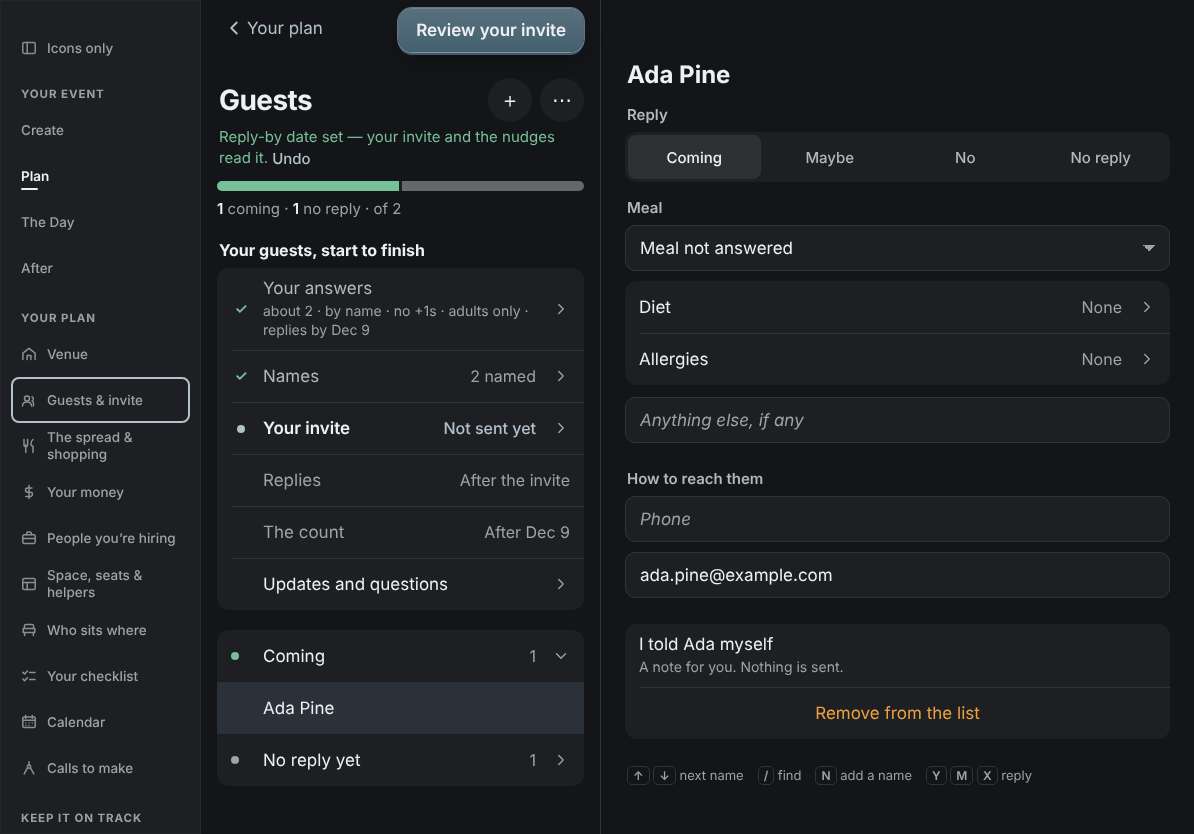 Icons only
YOUR EVENT
Create
Plan
The Day
After
YOUR PLAN
Venue
Guests & invite
The spread &
shopping
Your money
People you're hiring
Space, seats &
helpers
Who sits where
Your checklist
Calendar
Calls to make
KEEP IT ON TRACK
Your plan
Review your invite
Guests
Reply-by date set — your invite and the nudges
read it. Undo
1 coming · 1 no reply · of 2
Your guests, start to finish
Your answers
about 2 · by name · no +1s · adults only ·
replies by Dec 9
Names 2 named
Your invite Not sent yet
Replies After the invite
The count After Dec 9
Updates and questions
Coming 1
Ada Pine
No reply yet 1
Ada Pine
Reply
Coming Maybe No No reply
Meal
Meal not answered
Diet None
Allergies None
Anything else, if any
How to reach them
Phone
ada.pine@example.com
I told Ada myself
A note for you. Nothing is sent.
Remove from the list
↑ ↓ next name / find N add a name Y M X reply